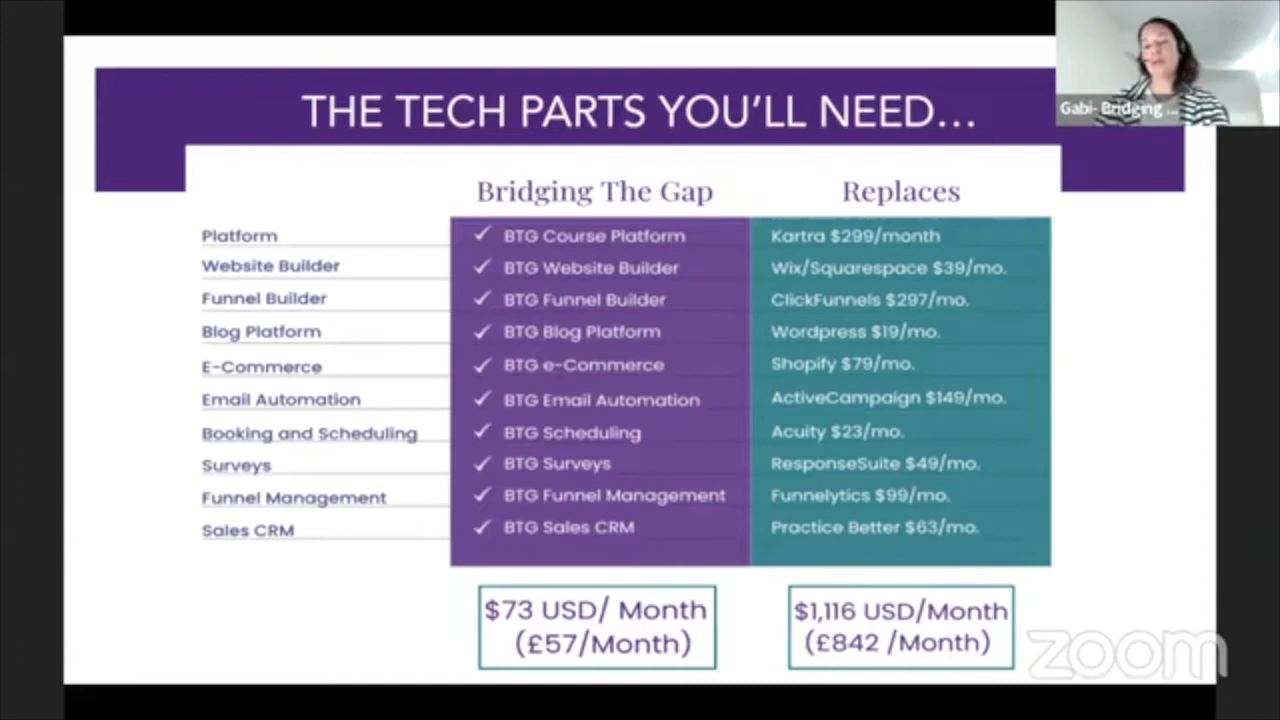 THE TECH PARTS YOU'LL NEED...
Gabi- Bridging ...
Bridging The Gap Replaces
Platform ✓ BTG Course Platform Kartra $299/month
Website Builder ✓ BTG Website Builder Wix/Squarespace $39/mo.
Funnel Builder ✓ BTG Funnel Builder ClickFunnels $297/mo.
Blog Platform ✓ BTG Blog Platform Wordpress $19/mo.
E-Commerce ✓ BTG e-Commerce Shopify $79/mo.
Email Automation ✓ BTG Email Automation ActiveCampaign $149/mo.
Booking and Scheduling ✓ BTG Scheduling Acuity $23/mo.
Surveys ✓ BTG Surveys ResponseSuite $49/mo.
Funnel Management ✓ BTG Funnel Management Funnelytics $99/mo.
Sales CRM ✓ BTG Sales CRM Practice Better $63/mo.
$73 USD/ Month $1,116 USD/Month
(£57/Month) (£842 /Month)
zoom